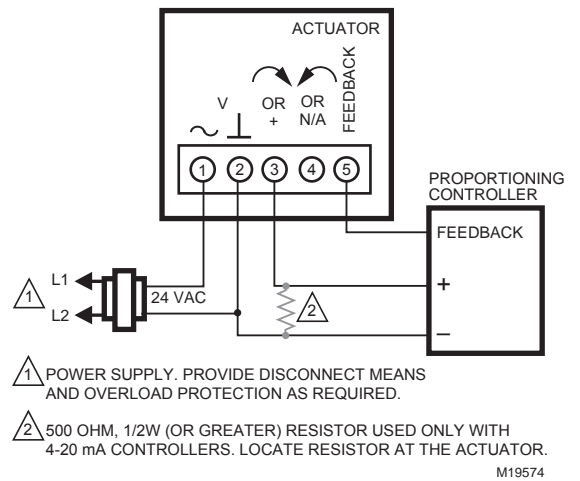 ACTUATOR
FEEDBACK
V
OR
+
OR
N/A
1 2 3 4 5
PROPORTIONING
CONTROLLER
FEEDBACK
+
–
L1
L2
1
24 VAC
2
1 POWER SUPPLY. PROVIDE DISCONNECT MEANS
AND OVERLOAD PROTECTION AS REQUIRED.
2 500 OHM, 1/2W (OR GREATER) RESISTOR USED ONLY WITH
4-20 mA CONTROLLERS. LOCATE RESISTOR AT THE ACTUATOR.
M19574